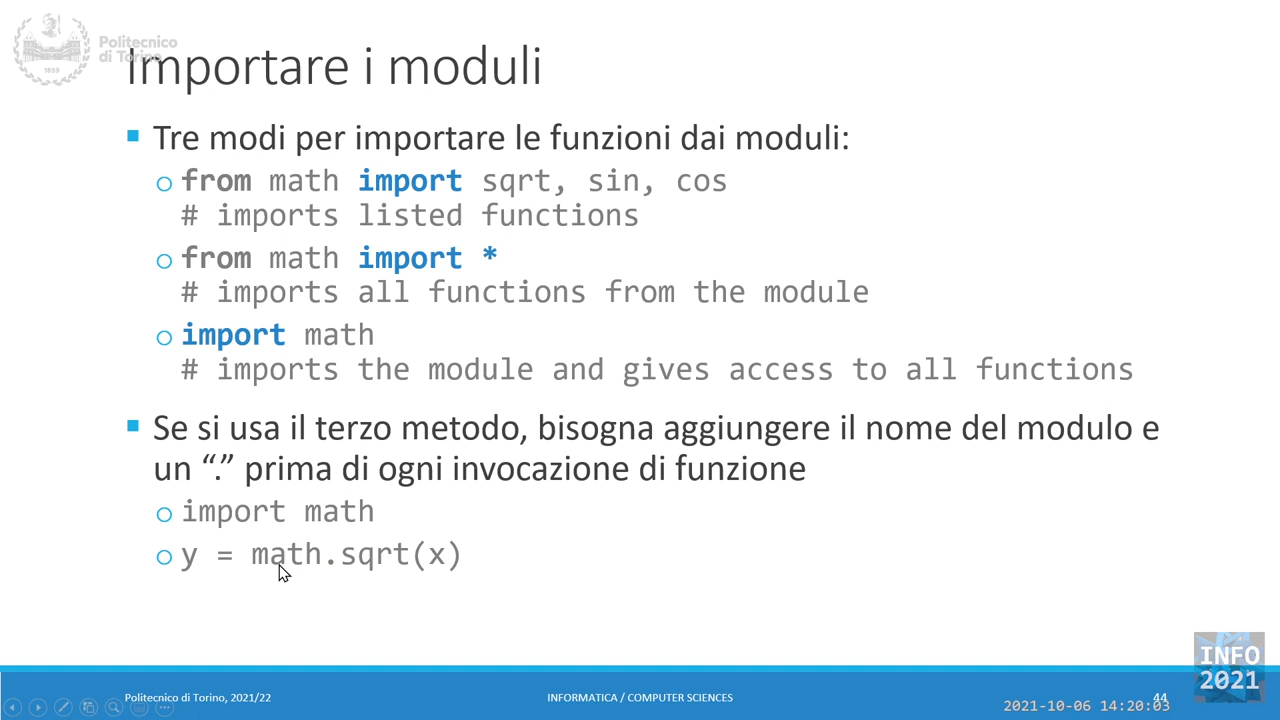 Politecnico
di Torino
1859
Importare i moduli
Tre modi per importare le funzioni dai moduli:
from math import sqrt, sin, cos
# imports listed functions
from math import *
# imports all functions from the module
import math
# imports the module and gives access to all functions
Se si usa il terzo metodo, bisogna aggiungere il nome del modulo e
un “.” prima di ogni invocazione di funzione
import math
y = math.sqrt(x)
INFO
2021
Politecnico di Torino, 2021/22
INFORMATICA / COMPUTER SCIENCES
44
2021-10-06 14:20:03